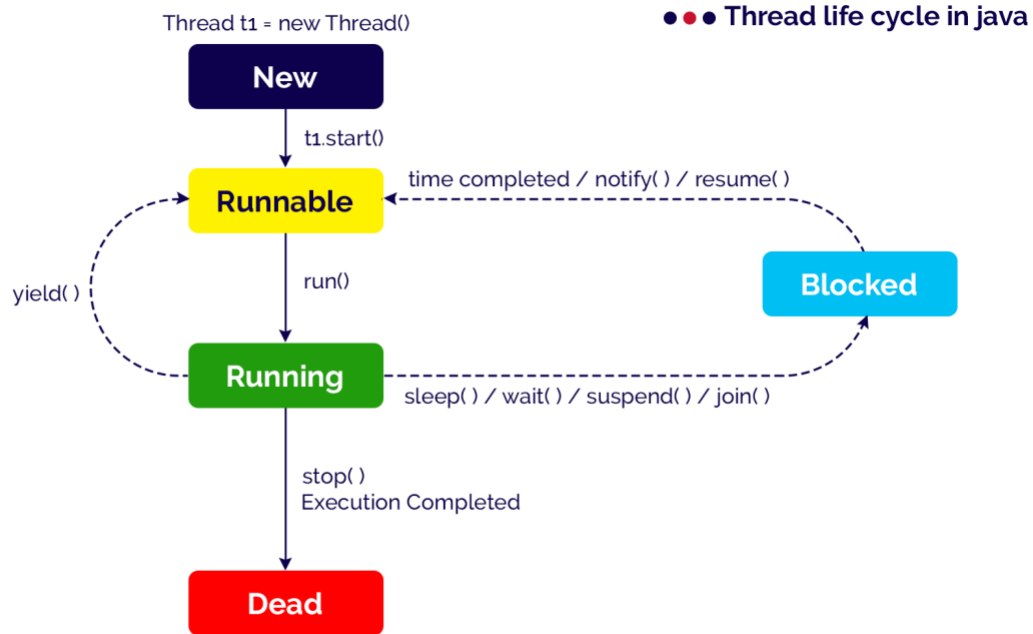 Thread t1 = new Thread()
Thread life cycle in java
New
t1.start()
time completed / notify( ) / resume( )
Runnable
Blocked
run()
yield( )
Running
sleep( ) / wait( ) / suspend( ) / join( )
stop( )
Execution Completed
Dead